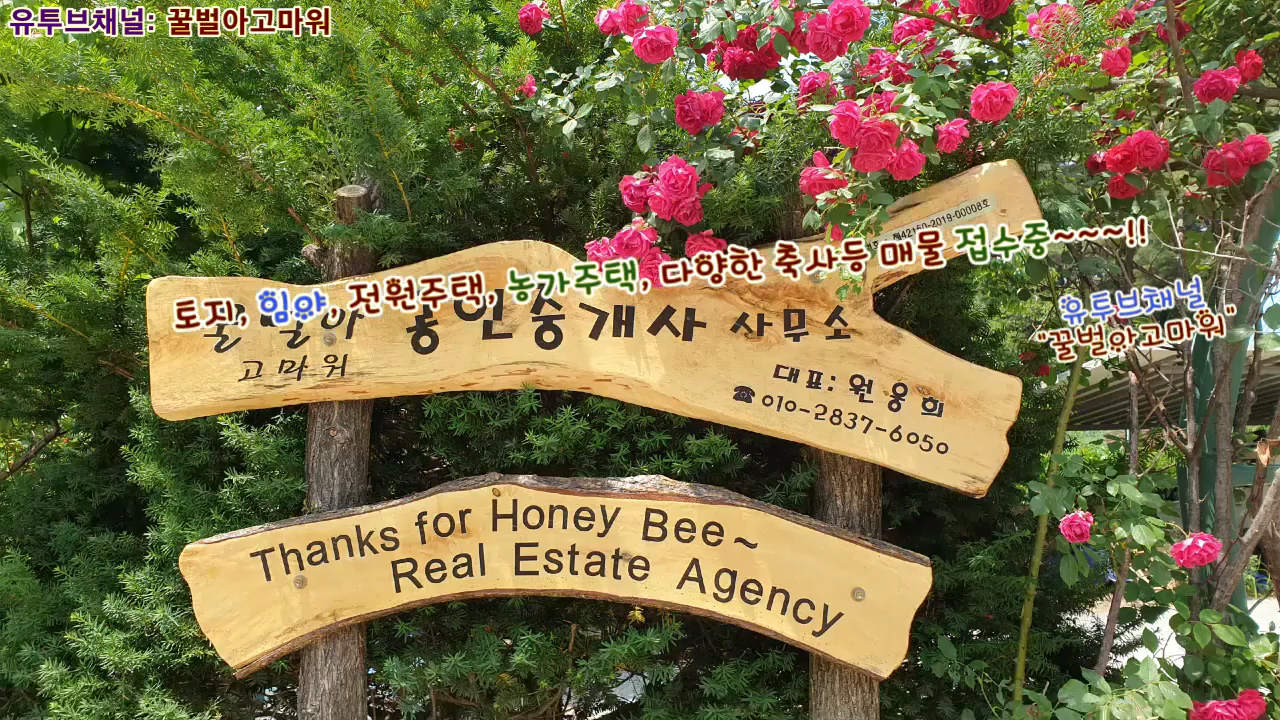 유투브채널: 꿀벌아고마워
제42150-2019-00008호
토지, 임야, 전원주택, 농가주택, 다양한 축사등 매물 접수중~~~!!
유투브채널
"꿀벌아고마워"
꿀벌아 공인중개사 사무소
고마워
대표: 원용희
☎010-2837-6050
Thanks for Honey Bee~
Real Estate Agency